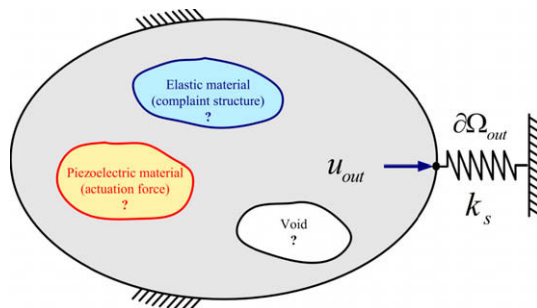 Elastic material
(complaint structure)
?
Piezoelectric material
(actuation force)
?
Void
?
u_out
∂Ω_out
k_s